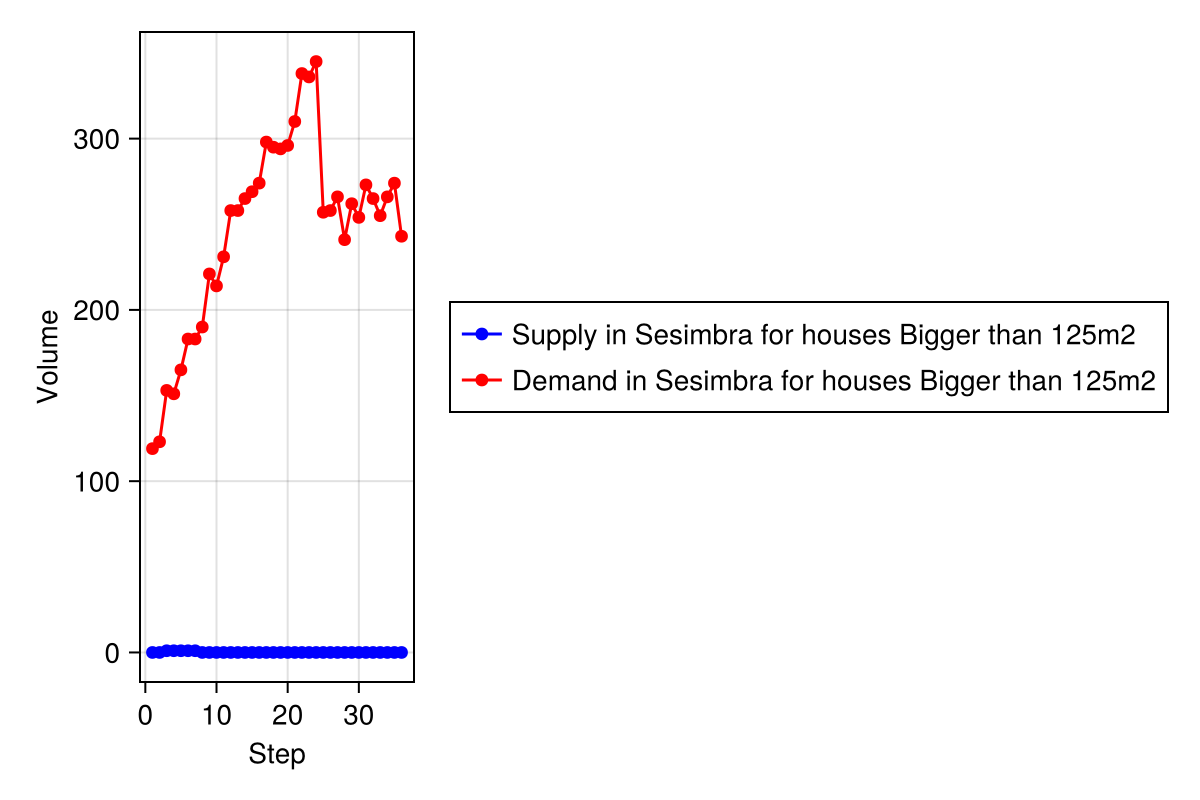 300
200
100
0
Volume
0 10 20 30
Step
Supply in Sesimbra for houses Bigger than 125m2
Demand in Sesimbra for houses Bigger than 125m2